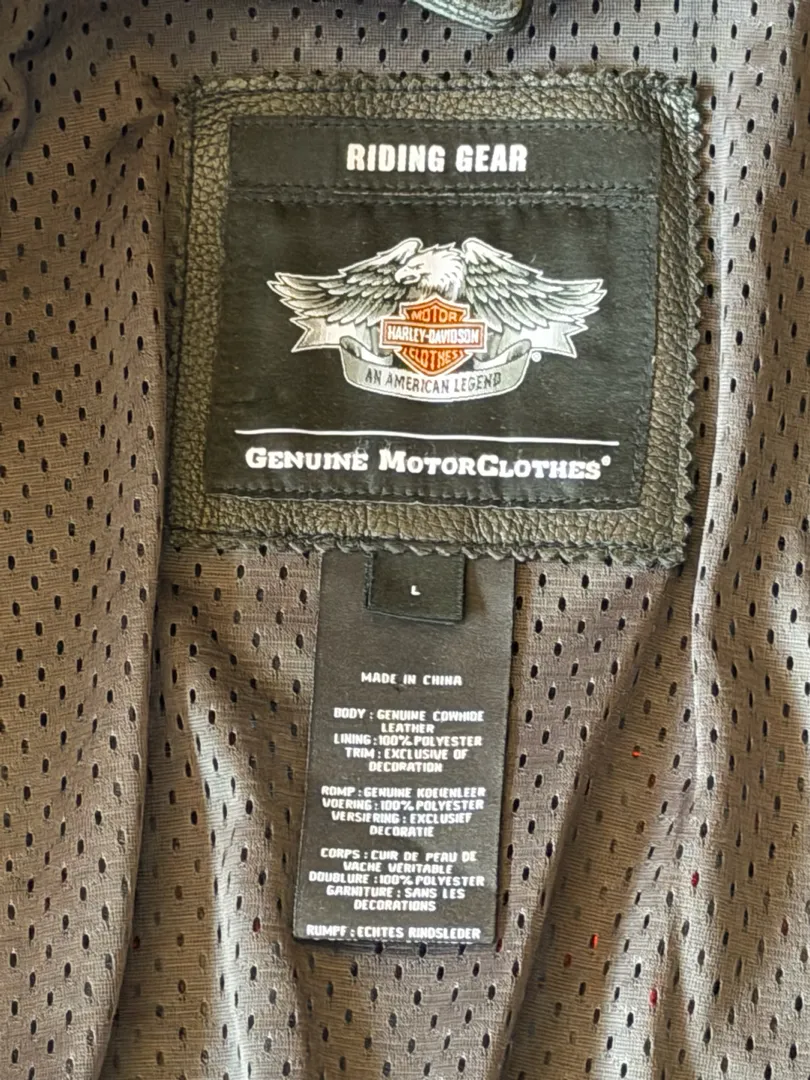 RIDING GEAR
MOTOR
HARLEY-DAVIDSON
CLOTHES
®
AN AMERICAN LEGEND
GENUINE MOTORCLOTHES®
L
MADE IN CHINA
BODY : GENUINE COWHIDE
LEATHER
LINING : 100% POLYESTER
TRIM : EXCLUSIVE OF
DECORATION
ROMP : GENUINE KOEIENLEER
VOERING : 100% POLYESTER
VERSIERING : EXCLUSIEF
DECORATIE
CORPS : CUIR DE PEAU DE
VACHE VERITABLE
DOUBLURE : 100% POLYESTER
GARNITURE : SANS LES
DECORATIONS
RUMPF : ECHTES RINDSLEDER